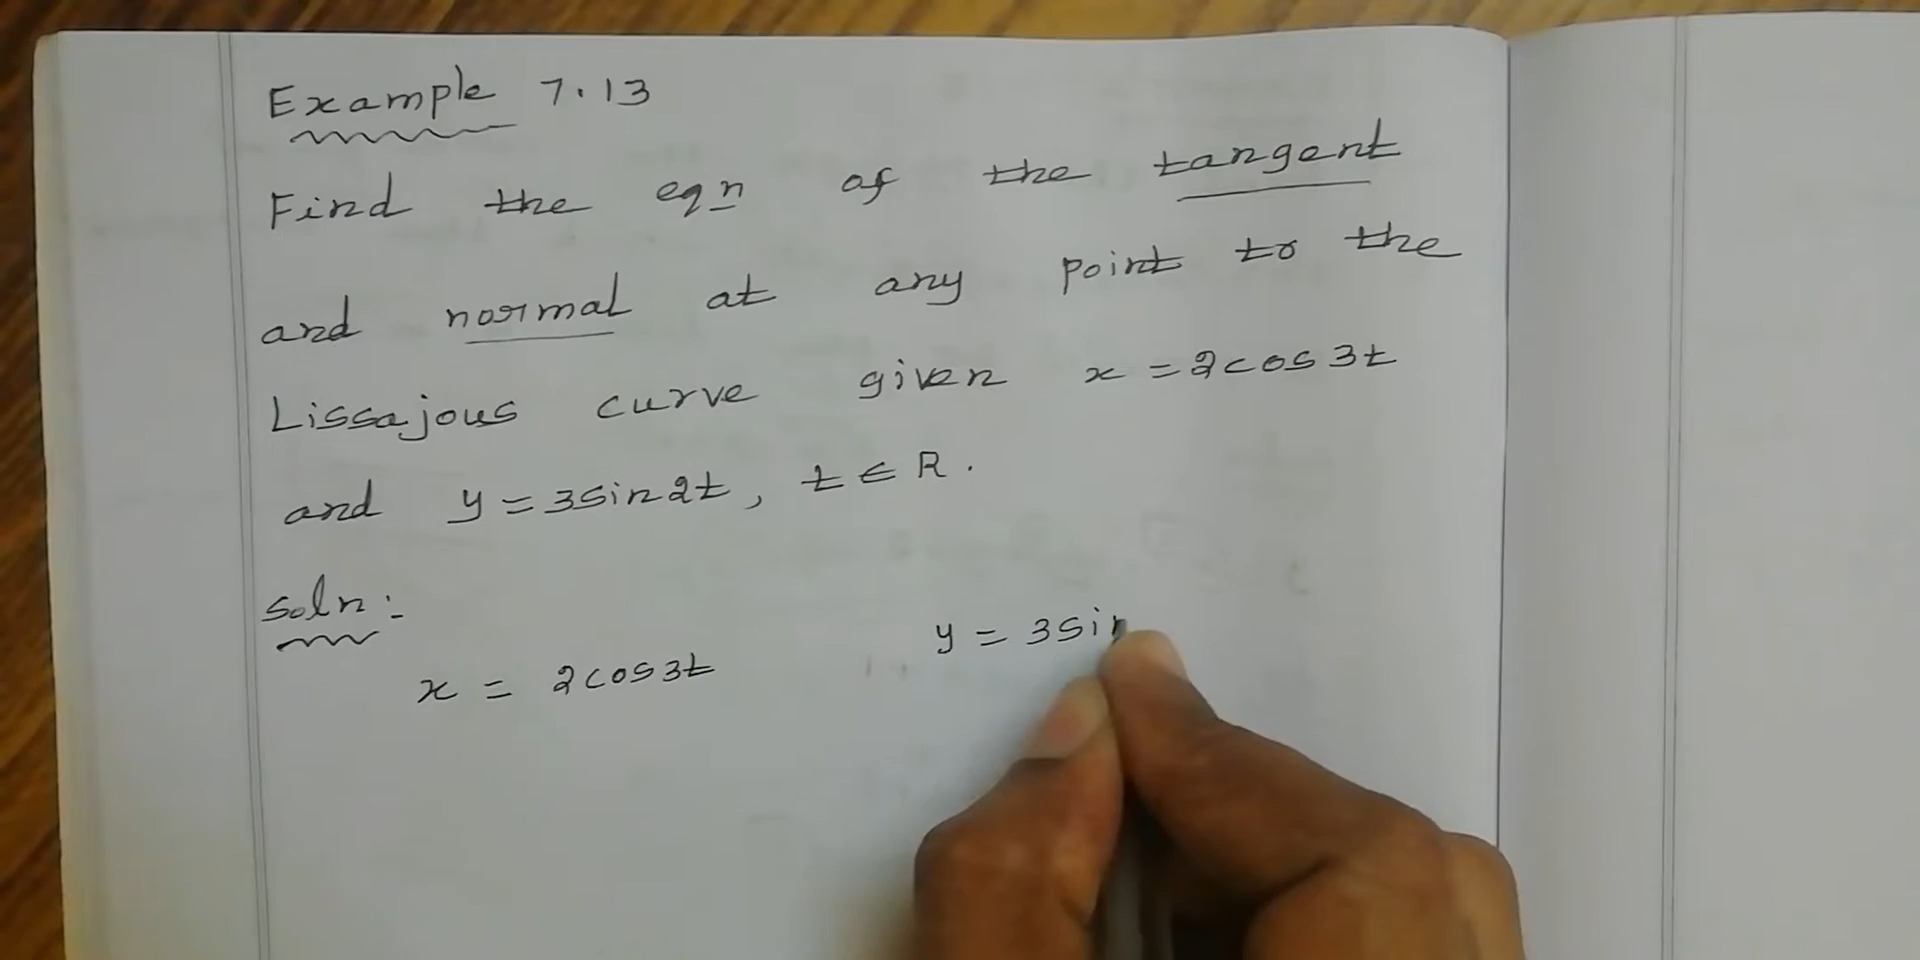 Example 7.13
Find the eqn of the tangent
and normal at any point to the
Lissajous curve given x = 2cos3t
and y = 3sin2t, t ∈ R.
Soln:-
x = 2cos3t y = 3sin